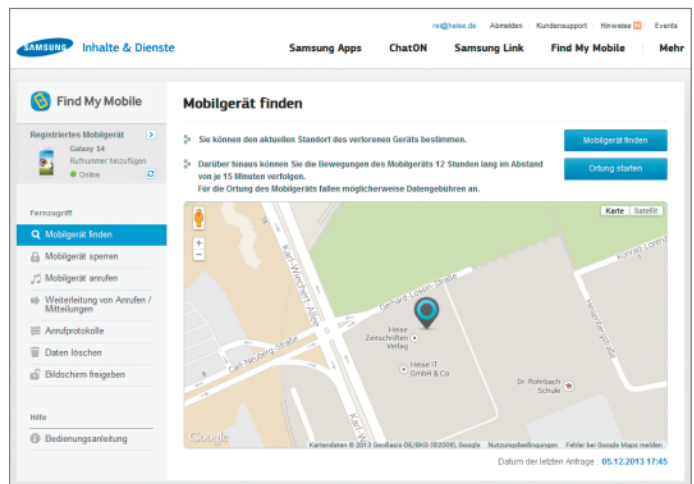 rei@heise.de Abmelden Kundensupport Hinweise Events
SAMSUNG Inhalte & Dienste Samsung Apps ChatON Samsung Link Find My Mobile Mehr
Find My Mobile
Registriertes Mobilgerät
Galaxy S4
Rufnummer hinzufügen
Online
Fernzugriff
Mobilgerät finden
Mobilgerät sperren
Mobilgerät anrufen
Weiterleitung von Anrufen /
Mitteilungen
Anrufprotokolle
Daten löschen
Bildschirm freigeben
Hilfe
Bedienungsanleitung
Mobilgerät finden
Sie können den aktuellen Standort des verlorenen Geräts bestimmen.
Mobilgerät finden
Darüber hinaus können Sie die Bewegungen des Mobilgeräts 12 Stunden lang im Abstand
von je 15 Minuten verfolgen.
Für die Ortung des Mobilgeräts fallen möglicherweise Datengebühren an.
Ortung starten
Karte Satellit
Karl-Wiechert-Allee
Konrad-Lorenz
Gerhard-Lossin-Straße
Heisenbergstraße
Heise
Zeitschriften
Verlag
Carl-Neuberg-Straße
Heise IT
GmbH & Co
Dr. Rohrbach
Schule
Karl-W
Google
Kartendaten © 2013 GeoBasis-DE/BKG (©2009), Google Nutzungsbedingungen Fehler bei Google Maps melden
Datum der letzten Anfrage : 05.12.2013 17:45